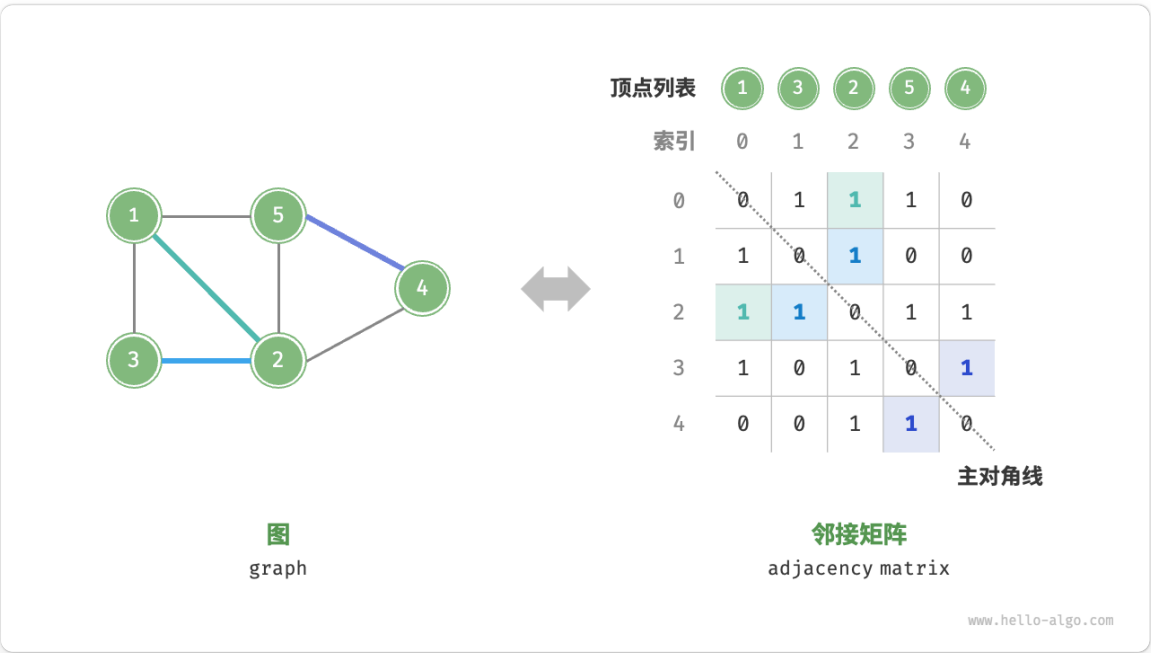 顶点列表 1 3 2 5 4
索引 0 1 2 3 4
0 0 1 1 1 0
1 1 0 1 0 0
2 1 1 0 1 1
3 1 0 1 0 1
4 0 0 1 1 0
主对角线
1 5
4
3 2
图
graph
邻接矩阵
adjacency matrix
www.hello-algo.com